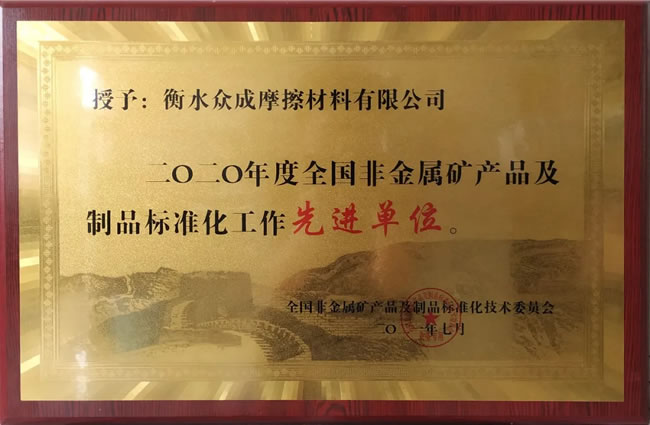 授予：衡水众成摩擦材料有限公司
二〇二〇年度全国非金属矿产品及
制品标准化工作先进单位。
全国非金属矿产品及制品标准化技术委员会
二〇 一年七月